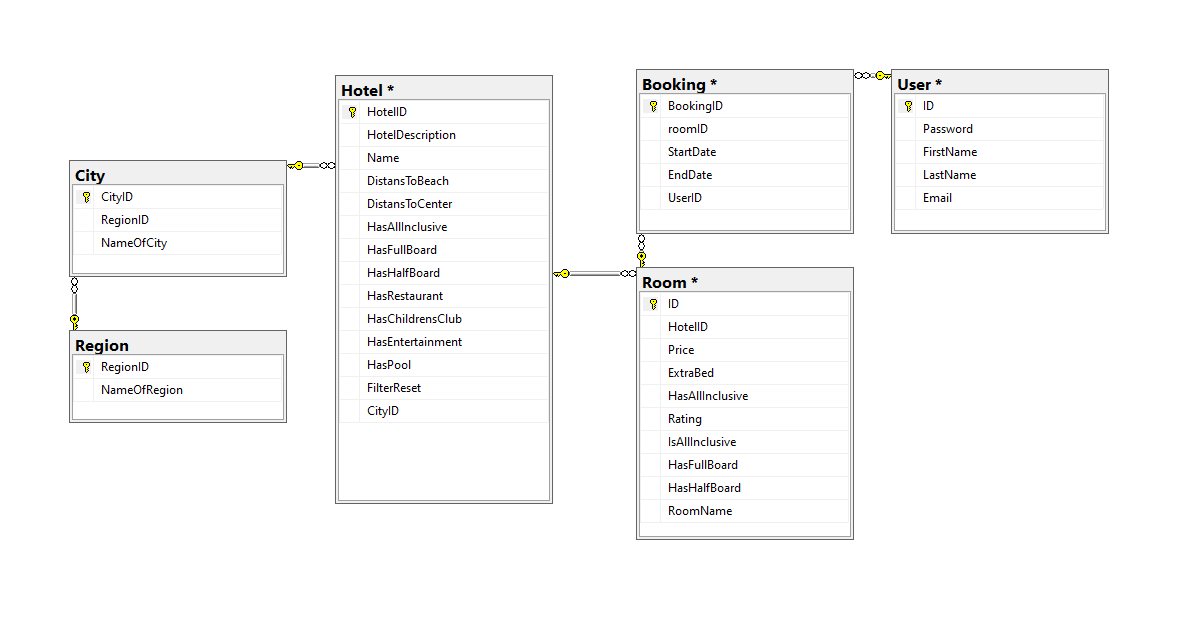 City
CityID
RegionID
NameOfCity
Region
RegionID
NameOfRegion
Hotel *
HotelID
HotelDescription
Name
DistansToBeach
DistansToCenter
HasAllInclusive
HasFullBoard
HasHalfBoard
HasRestaurant
HasChildrensClub
HasEntertainment
HasPool
FilterReset
CityID
Booking *
BookingID
roomID
StartDate
EndDate
UserID
Room *
ID
HotelID
Price
ExtraBed
HasAllInclusive
Rating
IsAllInclusive
HasFullBoard
HasHalfBoard
RoomName
User *
ID
Password
FirstName
LastName
Email